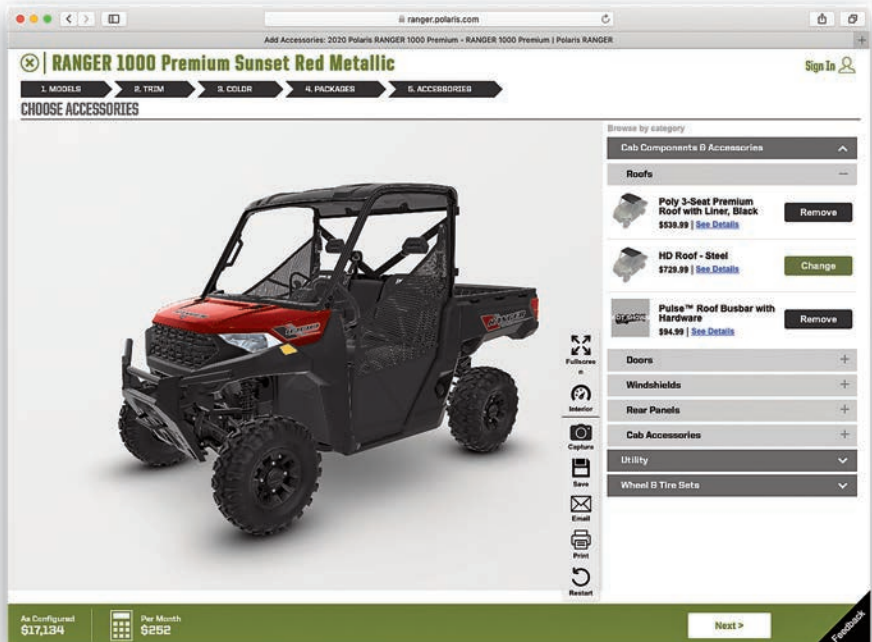 ranger.polaris.com
Add Accessories: 2020 Polaris RANGER 1000 Premium - RANGER 1000 Premium | Polaris RANGER
RANGER 1000 Premium Sunset Red Metallic
Sign In
1. MODELS
2. TRIM
3. COLOR
4. PACKAGES
5. ACCESSORIES
CHOOSE ACCESSORIES
Browse by category
Cab Components & Accessories
Roofs
Poly 3-Seat Premium
Roof with Liner, Black
$539.99 | See Details
Remove
HD Roof - Steel
$729.99 | See Details
Change
Pulse™ Roof Busbar with
Hardware
$94.99 | See Details
Remove
Doors
Windshields
Rear Panels
Cab Accessories
Utility
Wheel & Tire Sets
RANGER
RANGER
Fullscree
n
Interior
Capture
Save
Email
Print
Restart
As Configured
$17,134
Per Month
$252
Next >
Feedback